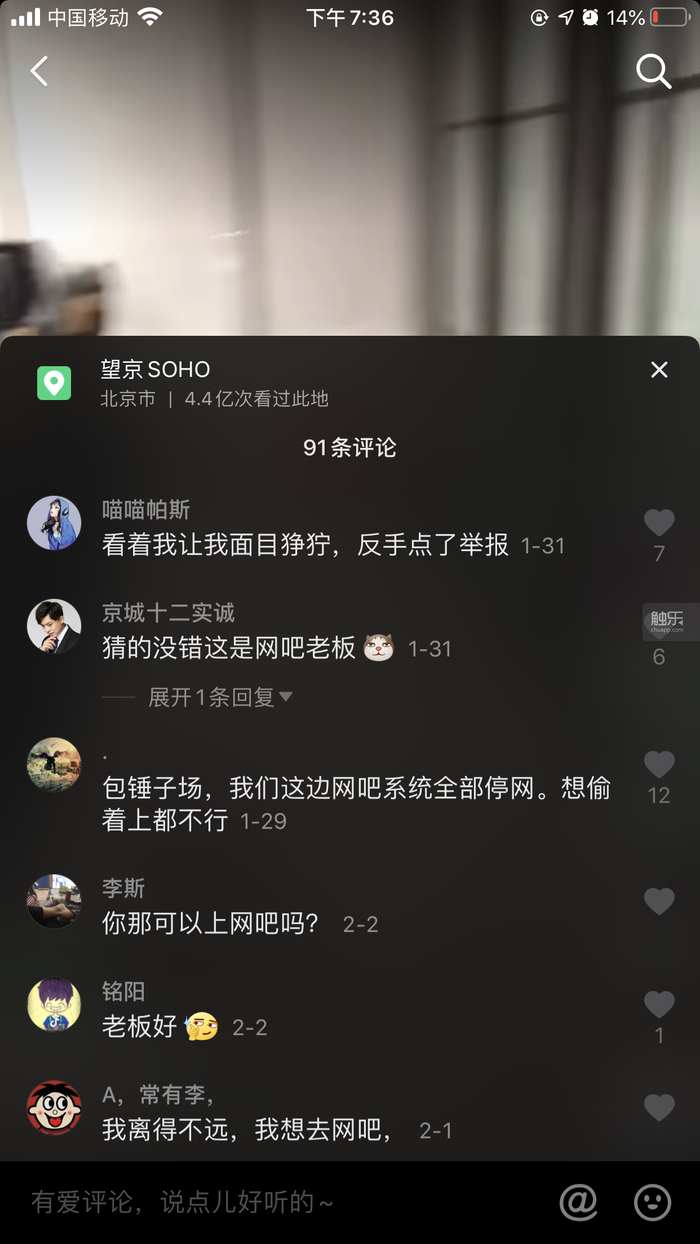 中国移动 下午7:36 14%
望京SOHO
北京市 | 4.4亿次看过此地
91条评论
喵喵帕斯
看着我让我面目狰狞，反手点了举报 1-31
7
京城十二实诚
触乐
chuapp.com
猜的没错这是网吧老板 1-31
6
展开1条回复
.
包锤子场，我们这边网吧系统全部停网。想偷
着上都不行 1-29
12
李斯
你那可以上网吧吗？ 2-2
铭阳
老板好 2-2
1
A，常有李，
我离得不远，我想去网吧， 2-1
有爱评论，说点儿好听的~
@